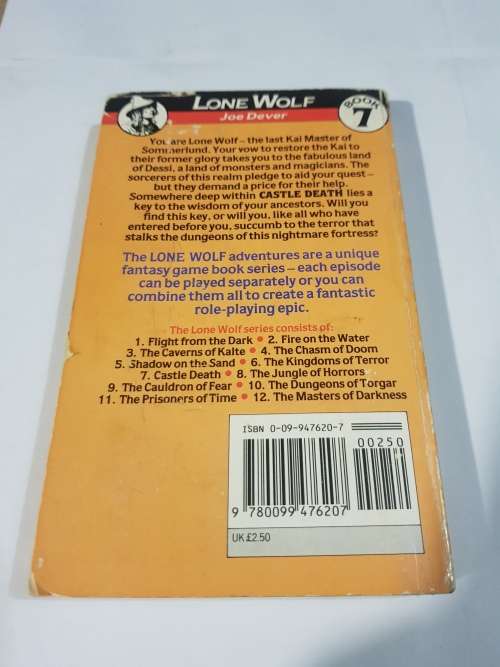 LONE WOLF
Joe Dever
BOOK
7
You are Lone Wolf – the last Kai Master of
Sommerlund. Your vow to restore the Kai to
their former glory takes you to the fabulous land
of Dessi, a land of monsters and magicians. The
sorcerers of this realm pledge to aid your quest –
but they demand a price for their help.
Somewhere deep within CASTLE DEATH lies a
key to the wisdom of your ancestors. Will you
find this key, or will you, like all who have
entered before you, succumb to the terror that
stalks the dungeons of this nightmare fortress?
The LONE WOLF adventures are a unique
fantasy game book series – each episode
can be played separately or you can
combine them all to create a fantastic
role-playing epic.
The Lone Wolf series consists of:
1. Flight from the Dark • 2. Fire on the Water
3. The Caverns of Kalte • 4. The Chasm of Doom
5. Shadow on the Sand • 6. The Kingdoms of Terror
7. Castle Death • 8. The Jungle of Horrors
9. The Cauldron of Fear • 10. The Dungeons of Torgar
11. The Prisoners of Time • 12. The Masters of Darkness
ISBN 0-09-947620-7
00250
9 780099 476207
UK £2.50